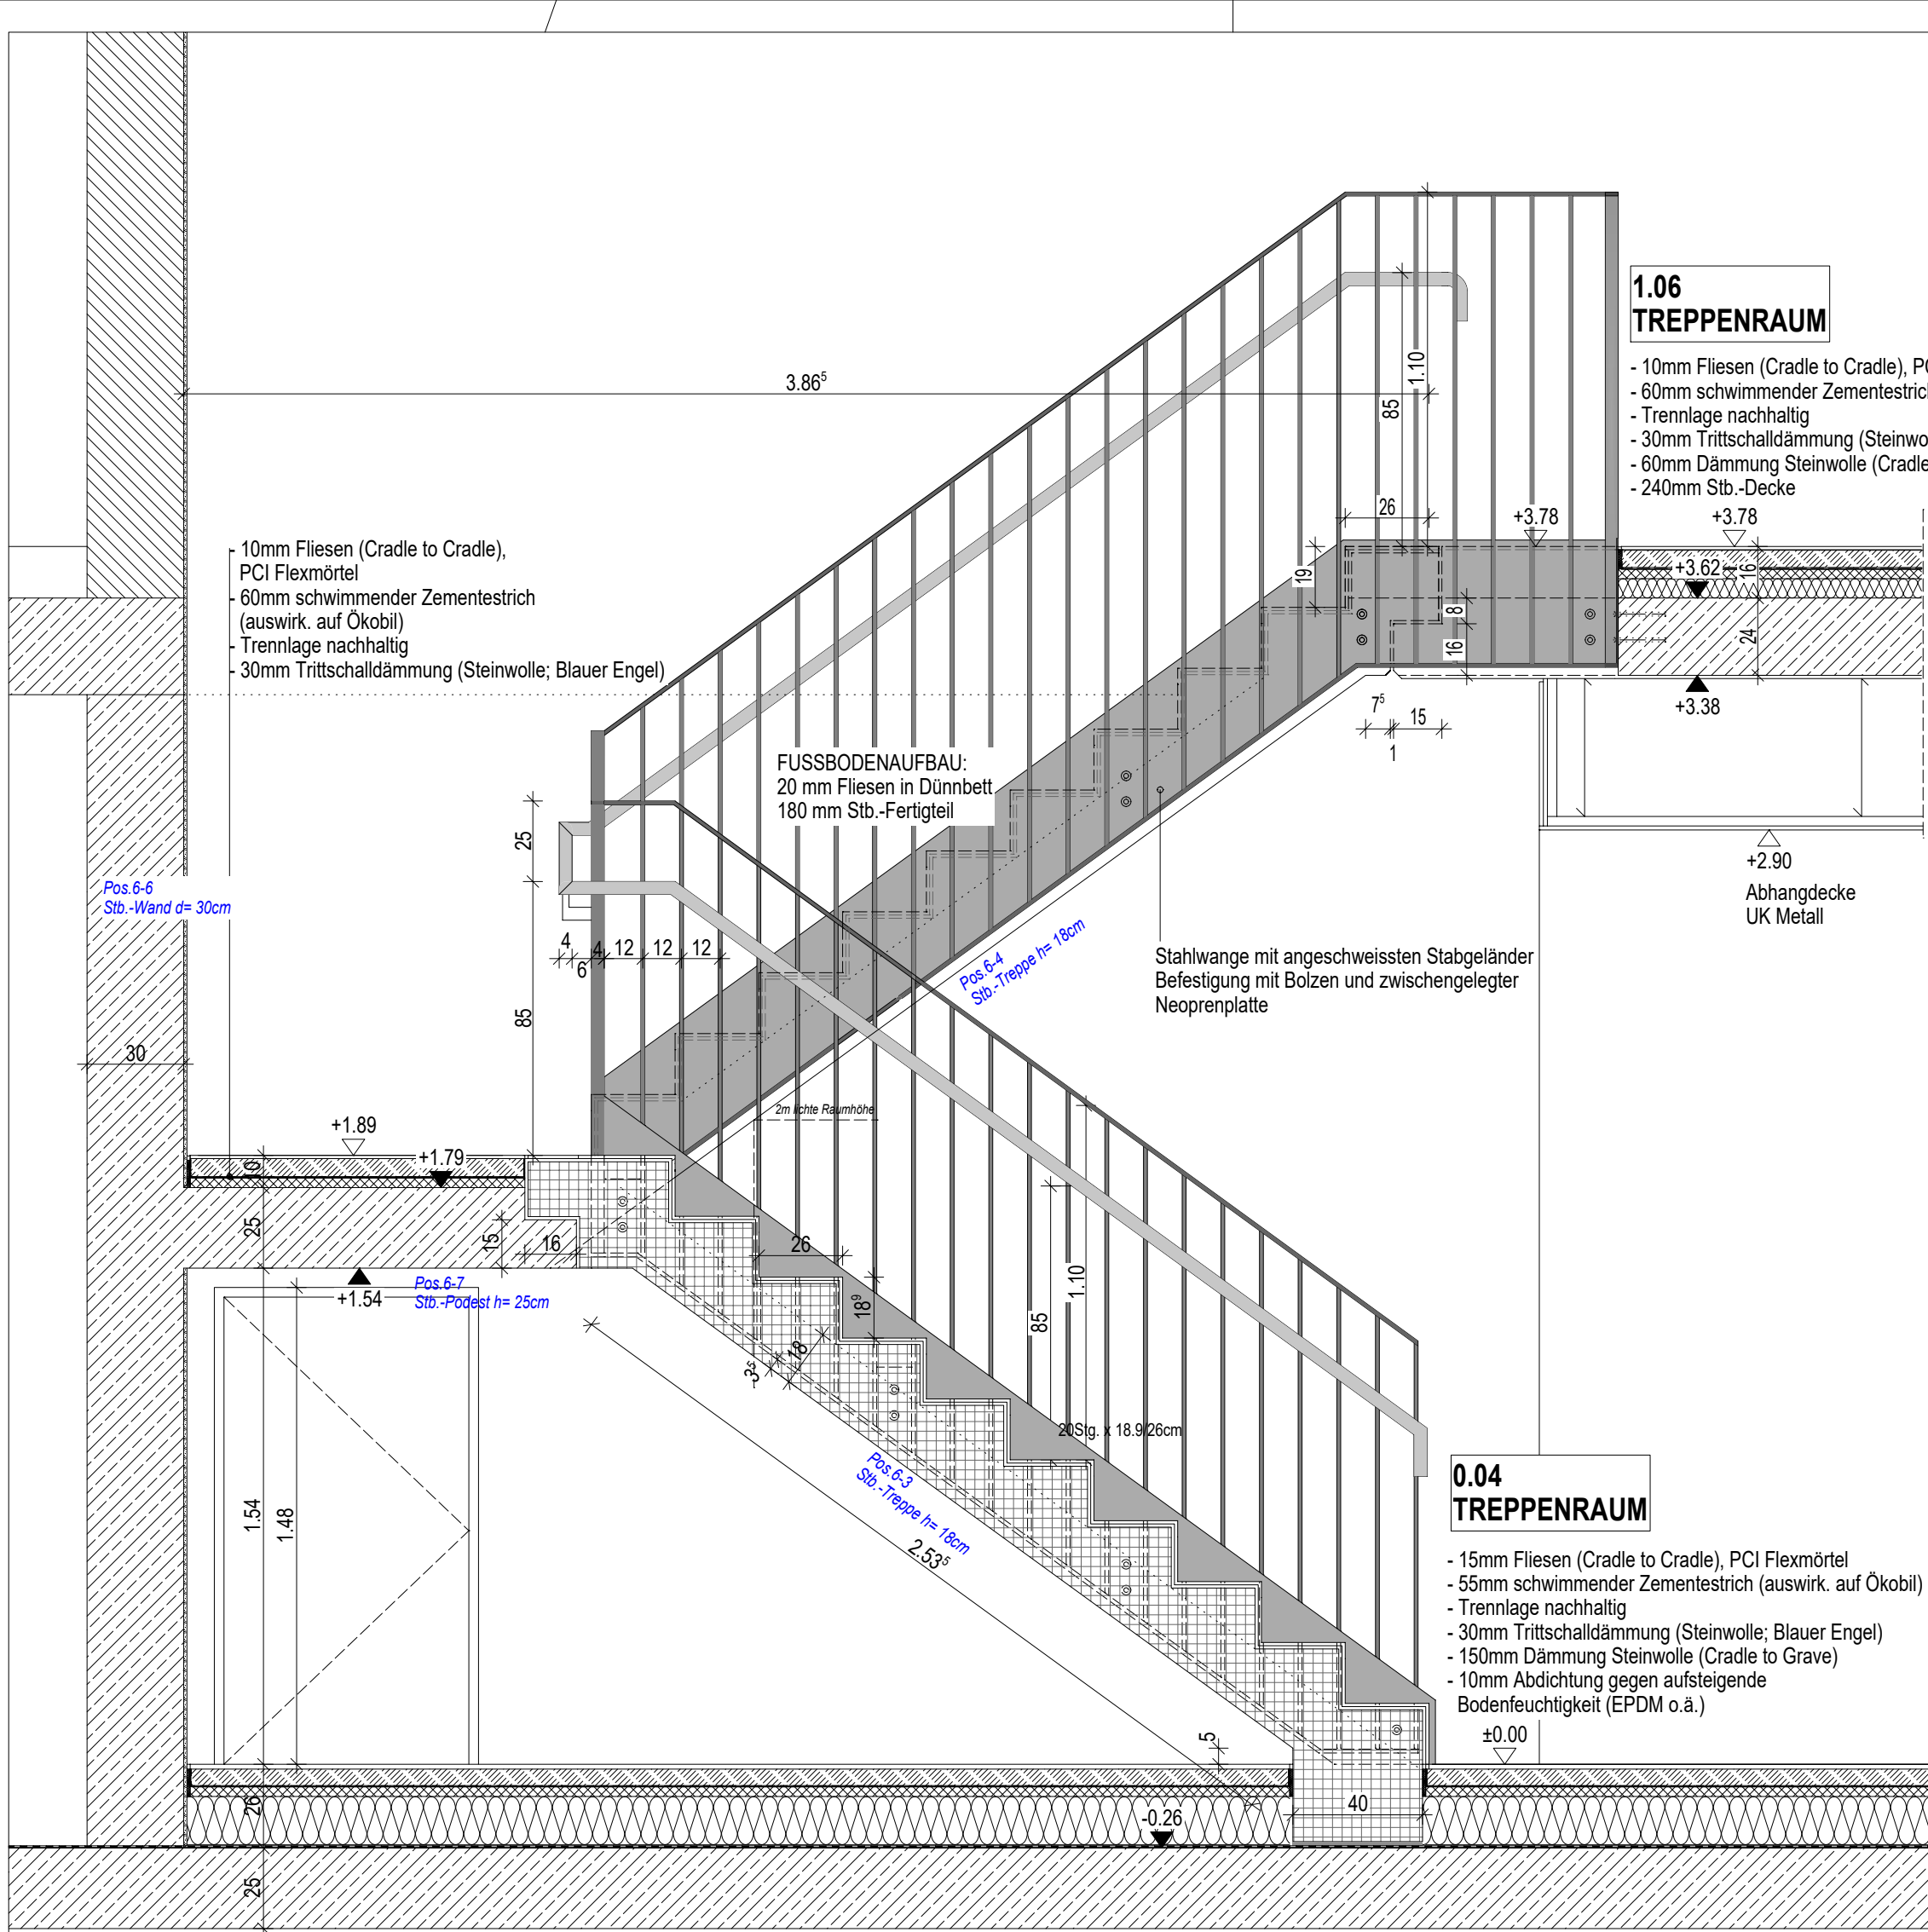 1.06
TREPPENRAUM
- 10mm Fliesen (Cradle to Cradle),
- 60mm schwimmender
- Trennlage nachhaltig
- 30mm Trittschalldämmung
- 60mm Dämmung Steinwolle
- 240mm Stb.-Decke
3.86⁵
1.10
85
26
+3.78
+3.78
+3.62
16
19
8
16
24
+3.38
7⁵
15
1
- 10mm Fliesen (Cradle to Cradle),
PCI Flexmörtel
- 60mm schwimmender Zementestrich
(auswirk. auf Ökobil)
- Trennlage nachhaltig
- 30mm Trittschalldämmung (Steinwolle; Blauer Engel)
FUSSBODENAUFBAU:
20 mm Fliesen in Dünnbett
180 mm Stb.-Fertigteil
25
+2.90
Abhangdecke
UK Metall
Pos.6-6
Stb.-Wand d= 30cm
4
6
4
12
12
12
85
Pos.6-4
Stb.-Treppe h= 18cm
Stahlwange mit angeschweissten Stabgeländer
Befestigung mit Bolzen und zwischengelegter
Neoprenplatte
30
2m lichte Raumhöhe
+1.89
+1.79
10
25
15
16
26
+1.54
Pos.6-7
Stb.-Podest h= 25cm
18⁹
18
3⁵
85
1.10
20Stg. x 18.9/26cm
Pos.6-3
Stb.-Treppe h= 18cm
2.53⁵
1.54
1.48
0.04
TREPPENRAUM
- 15mm Fliesen (Cradle to Cradle), PCI Flexmörtel
- 55mm schwimmender Zementestrich (auswirk. auf Ökobil)
- Trennlage nachhaltig
- 30mm Trittschalldämmung (Steinwolle; Blauer Engel)
- 150mm Dämmung Steinwolle (Cradle to Grave)
- 10mm Abdichtung gegen aufsteigende
Bodenfeuchtigkeit (EPDM o.ä.)
±0.00
5
26
-0.26
40
25